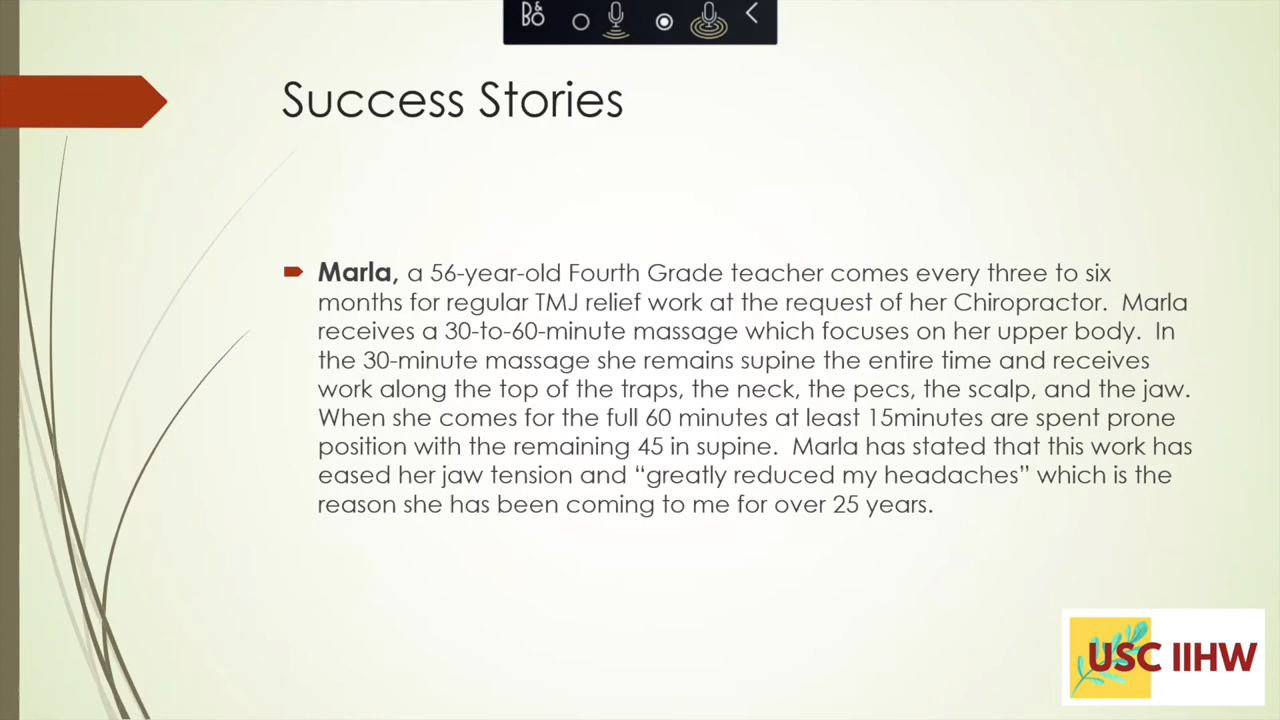 B&O
Success Stories
Marla, a 56-year-old Fourth Grade teacher comes every three to six
months for regular TMJ relief work at the request of her Chiropractor.  Marla
receives a 30-to-60-minute massage which focuses on her upper body.  In
the 30-minute massage she remains supine the entire time and receives
work along the top of the traps, the neck, the pecs, the scalp, and the jaw.
When she comes for the full 60 minutes at least 15minutes are spent prone
position with the remaining 45 in supine.  Marla has stated that this work has
eased her jaw tension and “greatly reduced my headaches” which is the
reason she has been coming to me for over 25 years.
USC IIHW